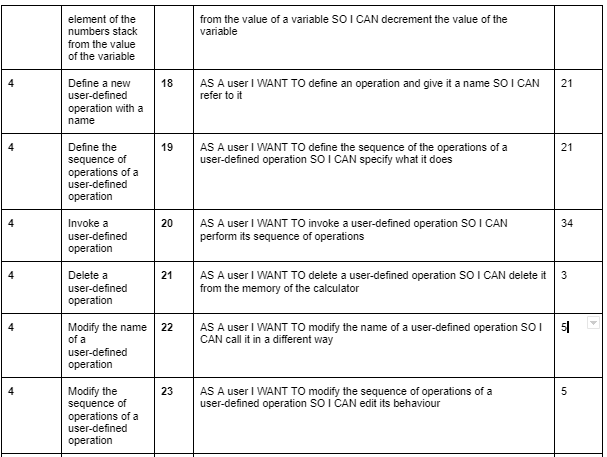 element of the
numbers stack
from the value
of the variable
from the value of a variable SO I CAN decrement the value of the
variable
4
Define a new
user-defined
operation with a
name
18
AS A user I WANT TO define an operation and give it a name SO I CAN
refer to it
21
4
Define the
sequence of
operations of a
user-defined
operation
19
AS A user I WANT TO define the sequence of the operations of a
user-defined operation SO I CAN specify what it does
21
4
Invoke a
user-defined
operation
20
AS A user I WANT TO invoke a user-defined operation SO I CAN
perform its sequence of operations
34
4
Delete a
user-defined
operation
21
AS A user I WANT TO delete a user-defined operation SO I CAN delete it
from the memory of the calculator
3
4
Modify the name
of a
user-defined
operation
22
AS A user I WANT TO modify the name of a user-defined operation SO I
CAN call it in a different way
5
4
Modify the
sequence of
operations of a
user-defined
operation
23
AS A user I WANT TO modify the sequence of operations of a
user-defined operation SO I CAN edit its behaviour
5